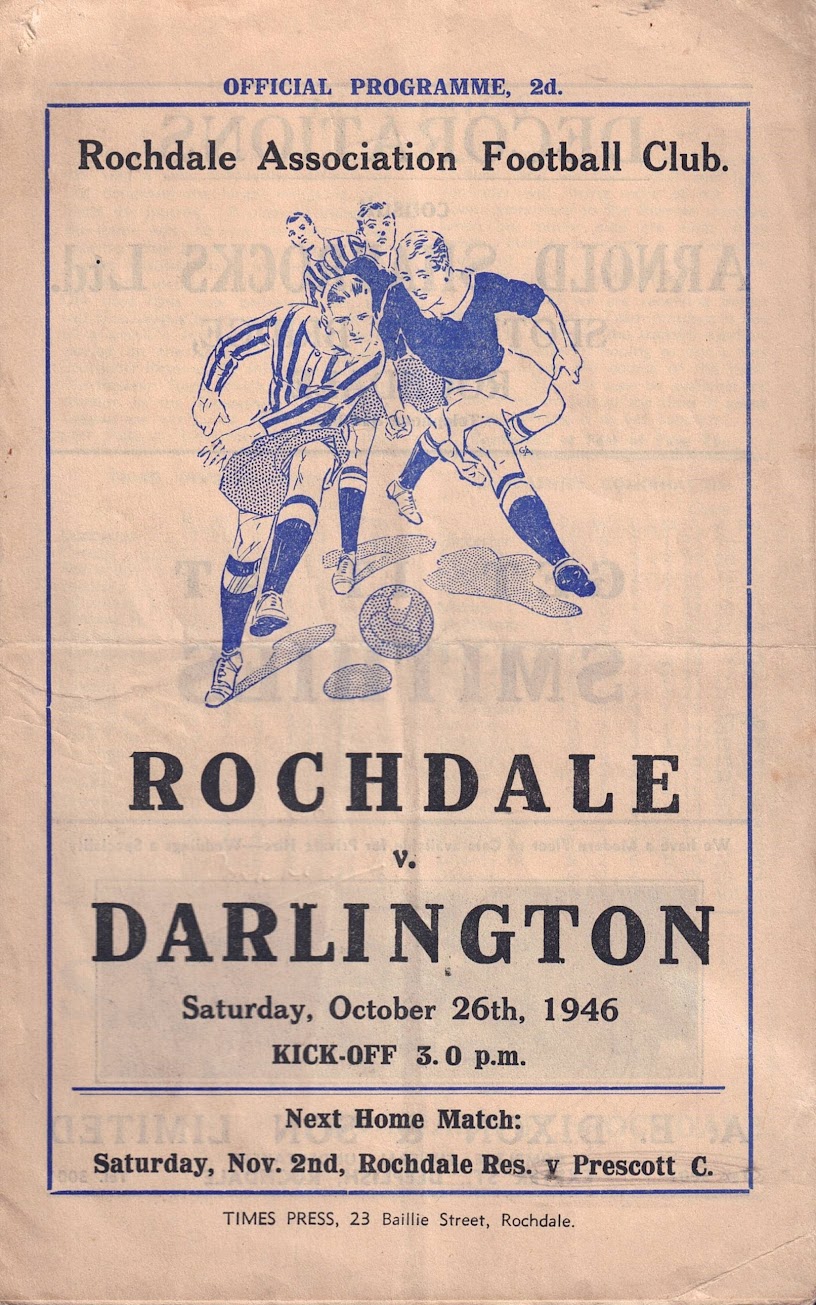 OFFICIAL PROGRAMME, 2d.
Rochdale Association Football Club.
ROCHDALE
v.
DARLINGTON
Saturday, October 26th, 1946
KICK-OFF 3.0 p.m.
Next Home Match:
Saturday, Nov. 2nd, Rochdale Res. v Prescott C.
TIMES PRESS, 23 Baillie Street, Rochdale.